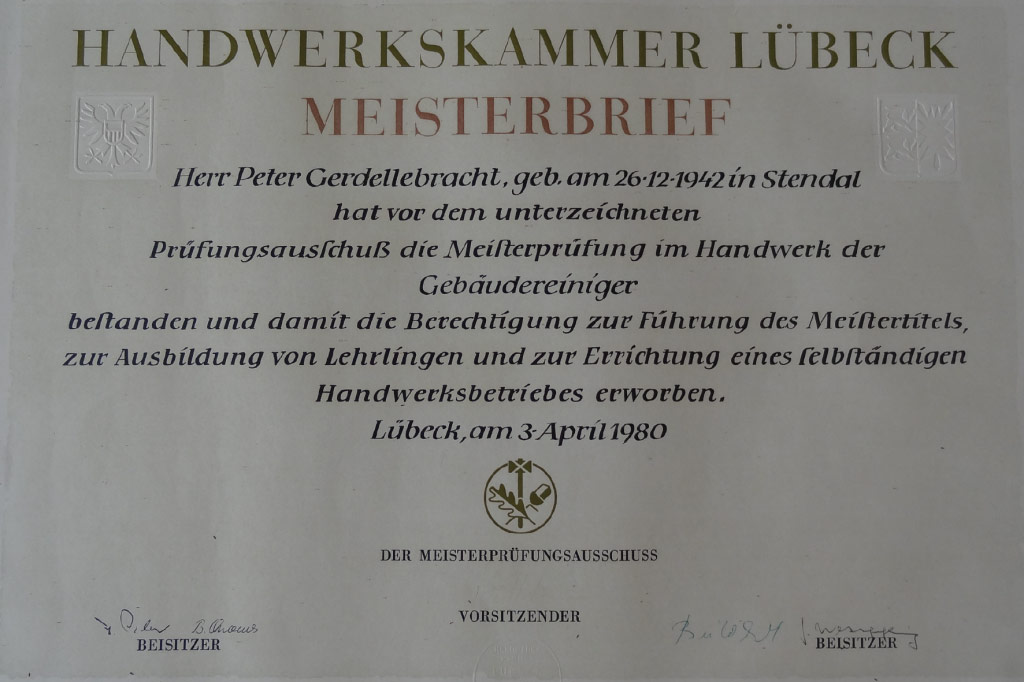 HANDWERKSKAMMER LÜBECK
MEISTERBRIEF
Herr Peter Gerdellebracht, geb. am 26·12·1942 in Stendal
hat vor dem unterzeichneten
Prüfungsausſchuß die Meiſterprüfung im Handwerk der
Gebäudereiniger
beſtanden und damit die Berechtigung zur Führung des Meiſtertitels,
zur Ausbildung von Lehrlingen und zur Errichtung eines ſelbſtändigen
Handwerksbetriebes erworben.
Lübeck, am 3·April 1980
DER MEISTERPRÜFUNGSAUSSCHUSS
VORSITZENDER
BEISITZER
BEISITZER